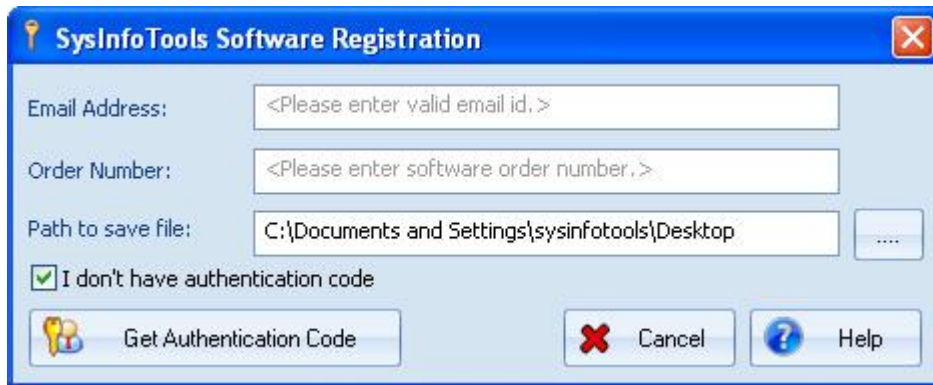 SysInfoTools Software Registration
Email Address: <Please enter valid email id.>
Order Number: <Please enter software order number.>
Path to save file: C:\Documents and Settings\sysinfotools\Desktop ....
I don't have authentication code
Get Authentication Code Cancel Help